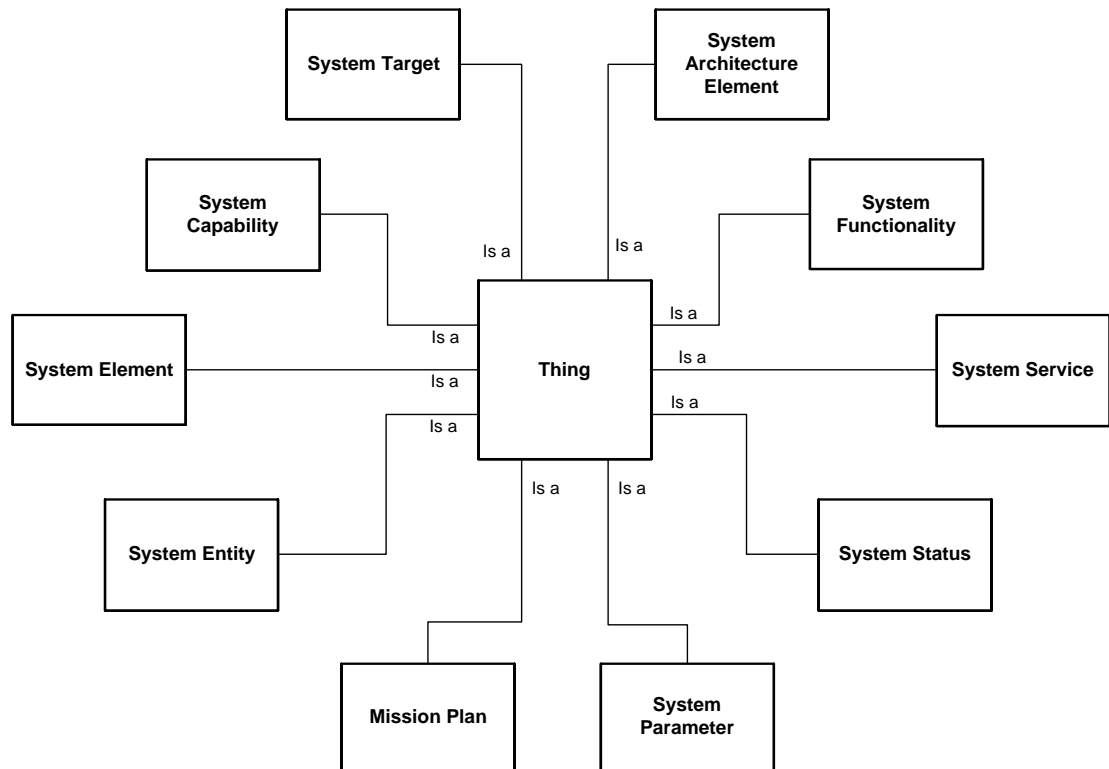 System Target
System
Architecture
Element
System
Capability
System
Functionality
Is a
Is a
Is a
Is a
System Element
Is a
Thing
Is a
System Service
Is a
Is a
Is a
Is a
System Entity
System Status
Mission Plan
System
Parameter